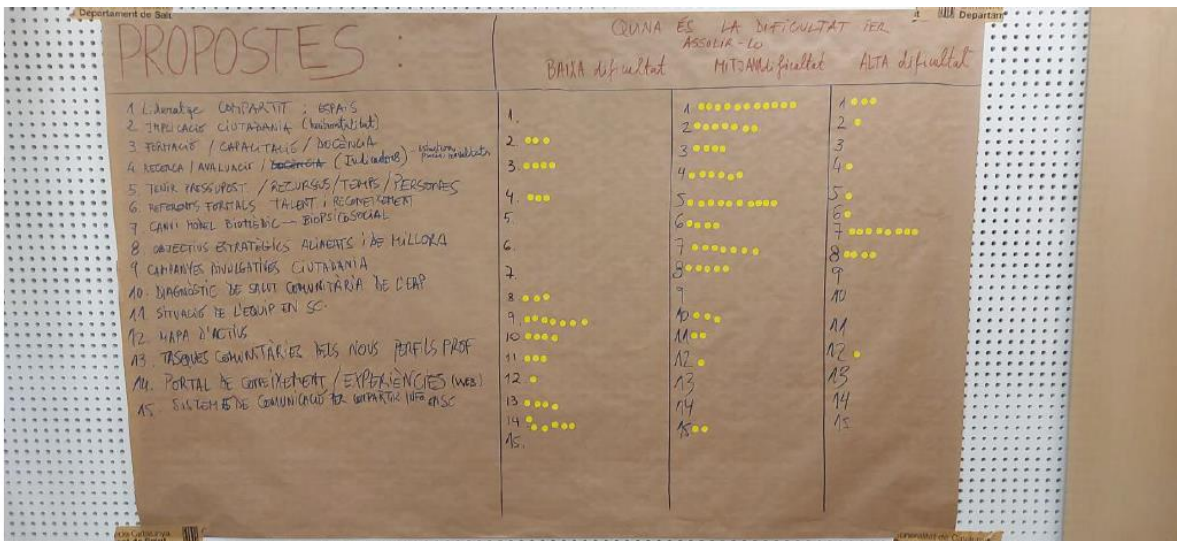 Departament de Salut
Departam
PROPOSTES :
QUINA ÉS LA DIFICULTAT PER
ASSOLIR-LO
BAIXA dificultat
MITJANA dificultat
ALTA dificultat
1 Lideratge COMPARTIT : ESPAIS
2 IMPLICACIÓ CIUTADANIA (horitzontalitat)
3 FORMACIÓ / CAPACITACIÓ / DOCÈNCIA
4 RECERCA / AVALUACIÓ / DOCÈNCIA (Indicadors)
5 TENIR PRESSUPOST / RECURSOS / TEMPS / PERSONES
6. REFERENTS FORMALS TALENT i RECONEIXEMENT
7 CANVI MODEL BIOMÈDIC — BIOPSICOSOCIAL
8 OBJECTIUS ESTRATÈGICS ALINEATS i DE MILLORA
9 CAMPANYES DIVULGATIVES CIUTADANIA
10. DIAGNÒSTIC DE SALUT COMUNITÀRIA DE L'EAP
11 SITUACIÓ DE L'EQUIP EN SC.
12. MAPA D'ACTIUS
13. TASQUES COMUNITÀRIES DELS NOUS PERFILS PROF
14. PORTAL DE CONEIXEMENT / EXPERIÈNCIES (WEB)
15. SISTEMES DE COMUNICACIÓ PER COMPARTIR INFO
1.
2
3.
4.
5.
6.
7.
8
9.
10
11
12
13
14
15.
1
2
3
4
5
6
7
8
9
10
11
12
13
14
15
1
2
3
4
5
6
7
8
9
10
11
12
13
14
15